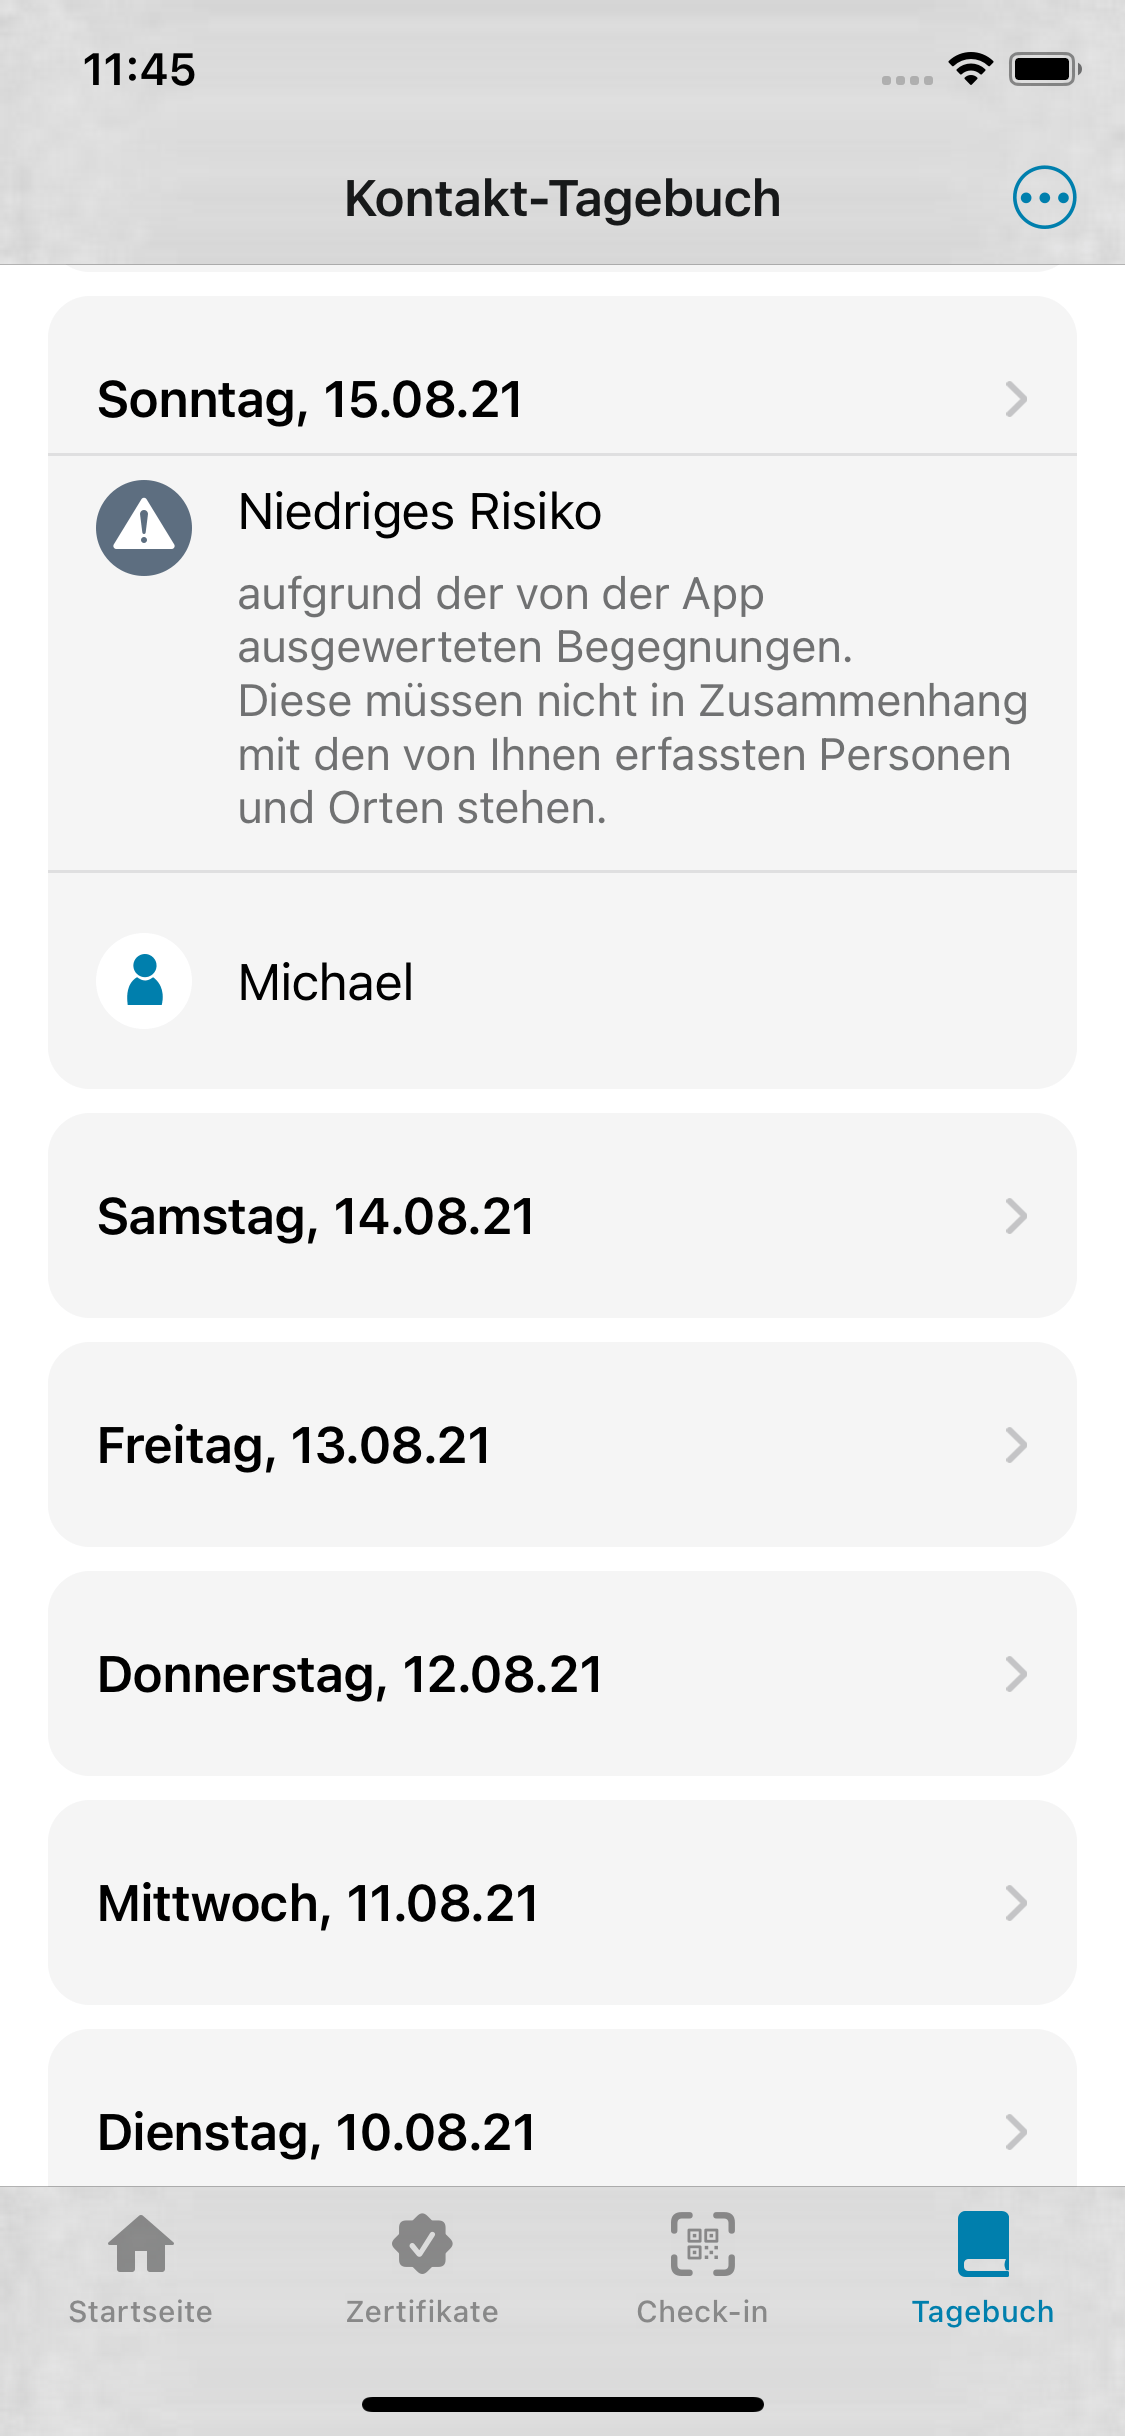 11:45
Kontakt-Tagebuch
Sonntag, 15.08.21
Niedriges Risiko
aufgrund der von der App
ausgewerteten Begegnungen.
Diese müssen nicht in Zusammenhang
mit den von Ihnen erfassten Personen
und Orten stehen.
Michael
Samstag, 14.08.21
Freitag, 13.08.21
Donnerstag, 12.08.21
Mittwoch, 11.08.21
Dienstag, 10.08.21
Startseite
Zertifikate
Check-in
Tagebuch